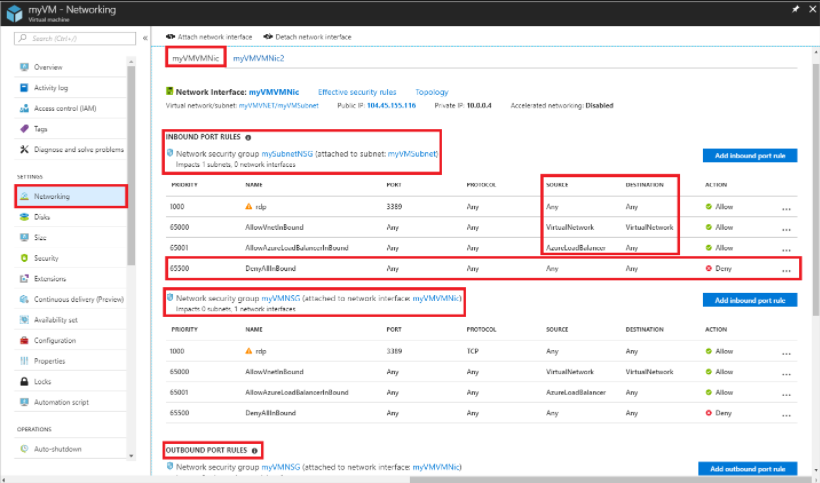 myVM - Networking
Virtual machine
Search (Ctrl+/)
Overview
Activity log
Access control (IAM)
Tags
Diagnose and solve problems
SETTINGS
Networking
Disks
Size
Security
Extensions
Continuous delivery (Preview)
Availability set
Configuration
Properties
Locks
Automation script
OPERATIONS
Auto-shutdown
Attach network interface Detach network interface
myVMVMNic myVMVMNic2
Network Interface: myVMVMNic Effective security rules Topology
Virtual network/subnet: myVMVNET/myVMSubnet Public IP: 104.45.155.116 Private IP: 10.0.0.4 Accelerated networking: Disabled
INBOUND PORT RULES
Network security group mySubnetNSG (attached to subnet: myVMSubnet)
Impacts 1 subnets, 0 network interfaces
Add inbound port rule
PRIORITY NAME PORT PROTOCOL SOURCE DESTINATION ACTION
1000 rdp 3389 Any Any Any Allow ...
65000 AllowVnetInBound Any Any VirtualNetwork VirtualNetwork Allow ...
65001 AllowAzureLoadBalancerInBound Any Any AzureLoadBalancer Any Allow ...
65500 DenyAllInBound Any Any Any Any Deny ...
Network security group myVMNSG (attached to network interface: myVMVMNic)
Impacts 0 subnets, 1 network interfaces
Add inbound port rule
PRIORITY NAME PORT PROTOCOL SOURCE DESTINATION ACTION
1000 rdp 3389 TCP Any Any Allow ...
65000 AllowVnetInBound Any Any VirtualNetwork VirtualNetwork Allow ...
65001 AllowAzureLoadBalancerInBound Any Any AzureLoadBalancer Any Allow ...
65500 DenyAllInBound Any Any Any Any Deny ...
OUTBOUND PORT RULES
Network security group myVMNSG (attached to network interface: myVMVMNic)
Add outbound port rule